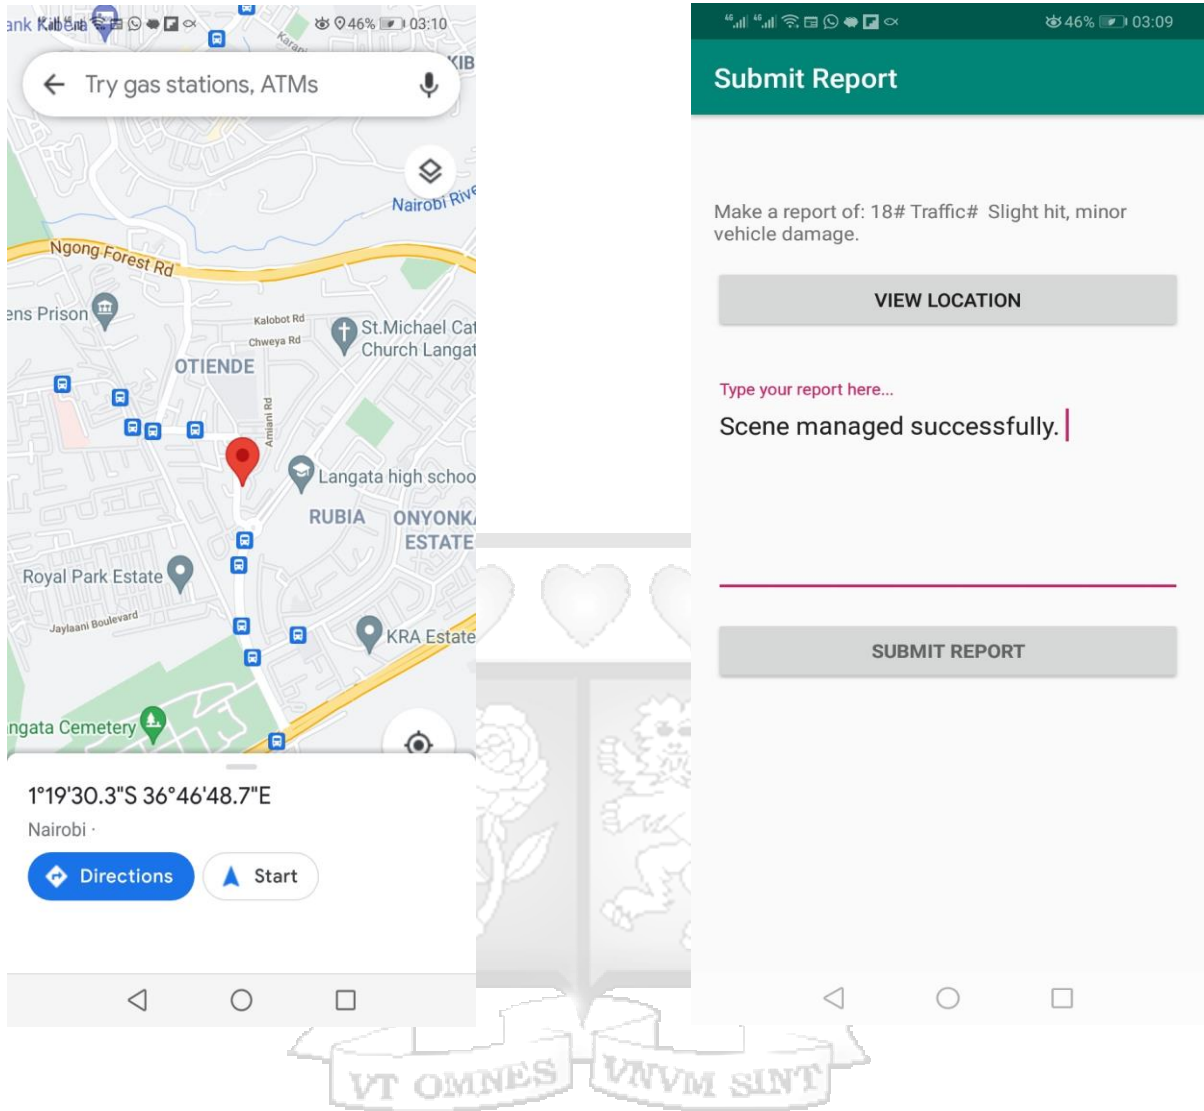 46% 03:10
Try gas stations, ATMs
KIB
Nairobi Rive
Ngong Forest Rd
ens Prison
Kalobot Rd
Chweya Rd
St.Michael Cat
Church Langat
OTIENDE
Amiani Rd
Langata high schoo
RUBIA
ONYONKA
ESTATE
Royal Park Estate
Jaylaani Boulevard
KRA Estate
ngata Cemetery
1°19'30.3"S 36°46'48.7"E
Nairobi ·
Directions
Start
4G 4G 46% 03:09
Submit Report
Make a report of: 18# Traffic# Slight hit, minor
vehicle damage.
VIEW LOCATION
Type your report here...
Scene managed successfully.
SUBMIT REPORT
VT OMNES VNVM SINT